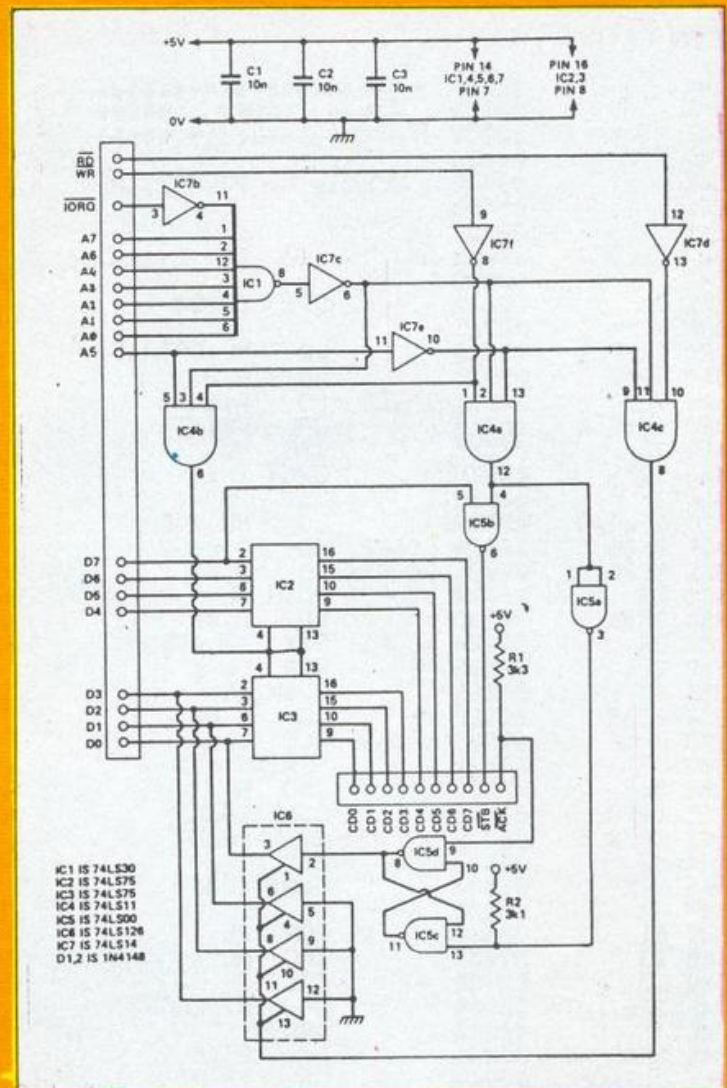 +5V
0V
C1
10n
C2
10n
C3
10n
PIN 14
IC1,4,5,6,7
PIN 7
PIN 16
IC2,3
PIN 8
RD
WR
IORQ
A7
A6
A4
A3
A1
A1
A0
A5
IC7b
3
4
11
1
2
12
3
4
5
6
IC1
8
IC7c
5
6
9
IC7f
8
12
IC7d
13
11
IC7e
10
5
3
4
IC4b
6
1
2
13
IC4a
12
9
11
10
IC4c
8
5
4
IC5b
6
1
2
IC5a
3
D7
D6
D5
D4
2
3
6
7
IC2
16
15
10
9
4
13
D3
D2
D1
D0
4
13
2
3
6
7
IC3
16
15
10
9
+5V
R1
3k3
CD0
CD1
CD2
CD3
CD4
CD5
CD6
CD7
STB
ACK
IC6
3
2
1
6
5
4
8
9
10
11
12
13
8
IC5d
9
10
11
IC5c
12
13
+5V
R2
3k1
IC1 IS 74LS30
IC2 IS 74LS75
IC3 IS 74LS75
IC4 IS 74LS11
IC5 IS 74LS00
IC6 IS 74LS126
IC7 IS 74LS14
D1,2 IS 1N4148